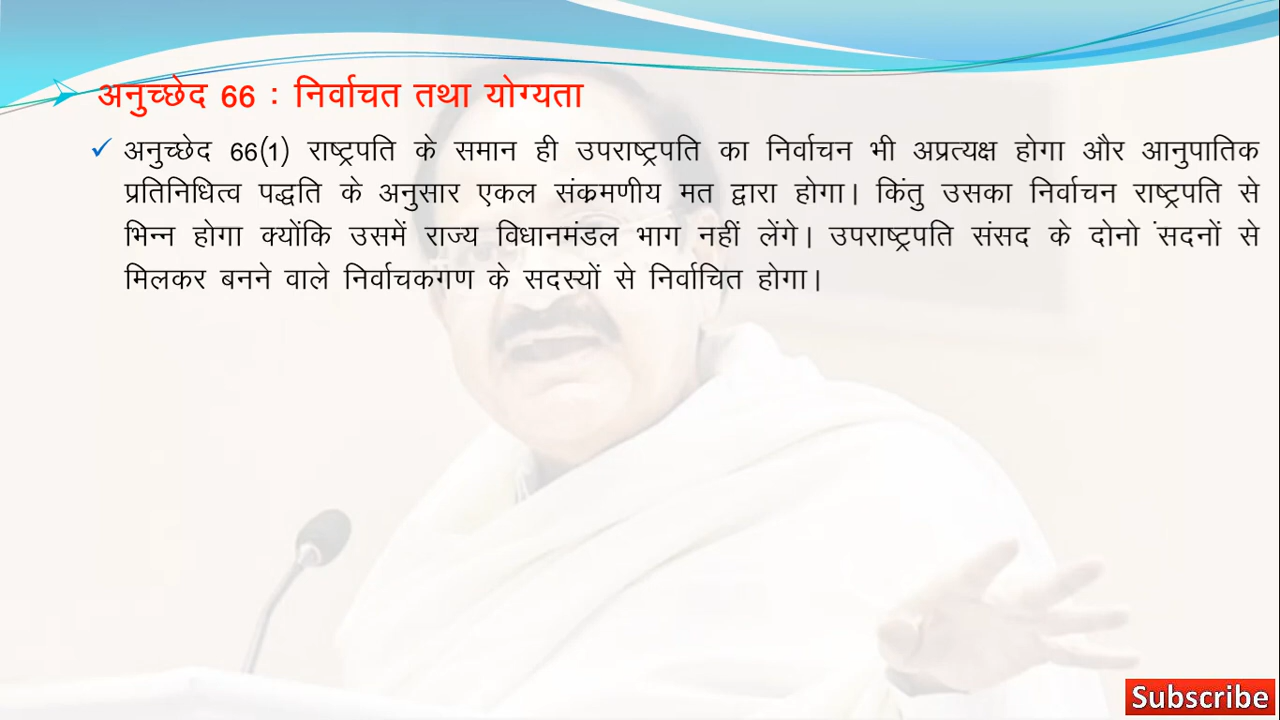 अनुच्छेद 66 : निर्वाचत तथा योग्यता
अनुच्छेद 66(1) राष्ट्रपति के समान ही उपराष्ट्रपति का निर्वाचन भी अप्रत्यक्ष होगा और आनुपातिक
प्रतिनिधित्व पद्धति के अनुसार एकल संक्रमणीय मत द्वारा होगा। किंतु उसका निर्वाचन राष्ट्रपति से
भिन्न होगा क्योंकि उसमें राज्य विधानमंडल भाग नहीं लेंगे। उपराष्ट्रपति संसद के दोनो ंसदनों से
मिलकर बनने वाले निर्वाचकगण के सदस्यों से निर्वाचित होगा।
Subscribe